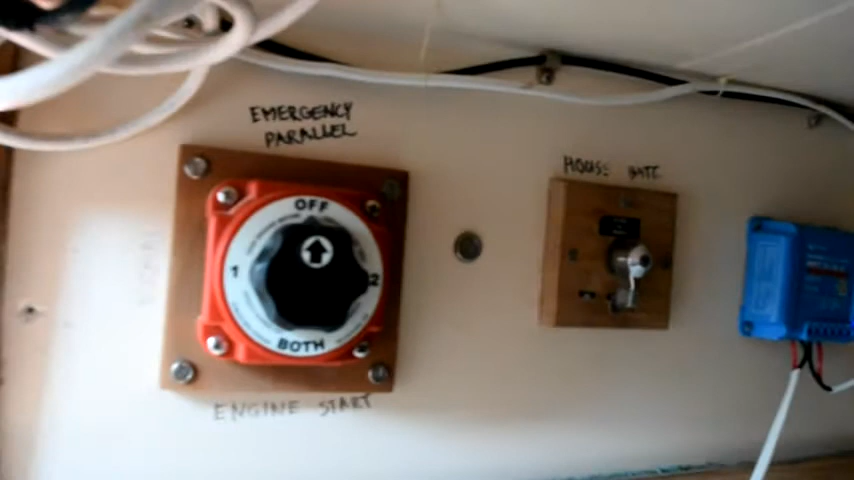 EMERGENCY
PARALLEL
OFF
1
2
BOTH
ENGINE START
HOUSE BATT.